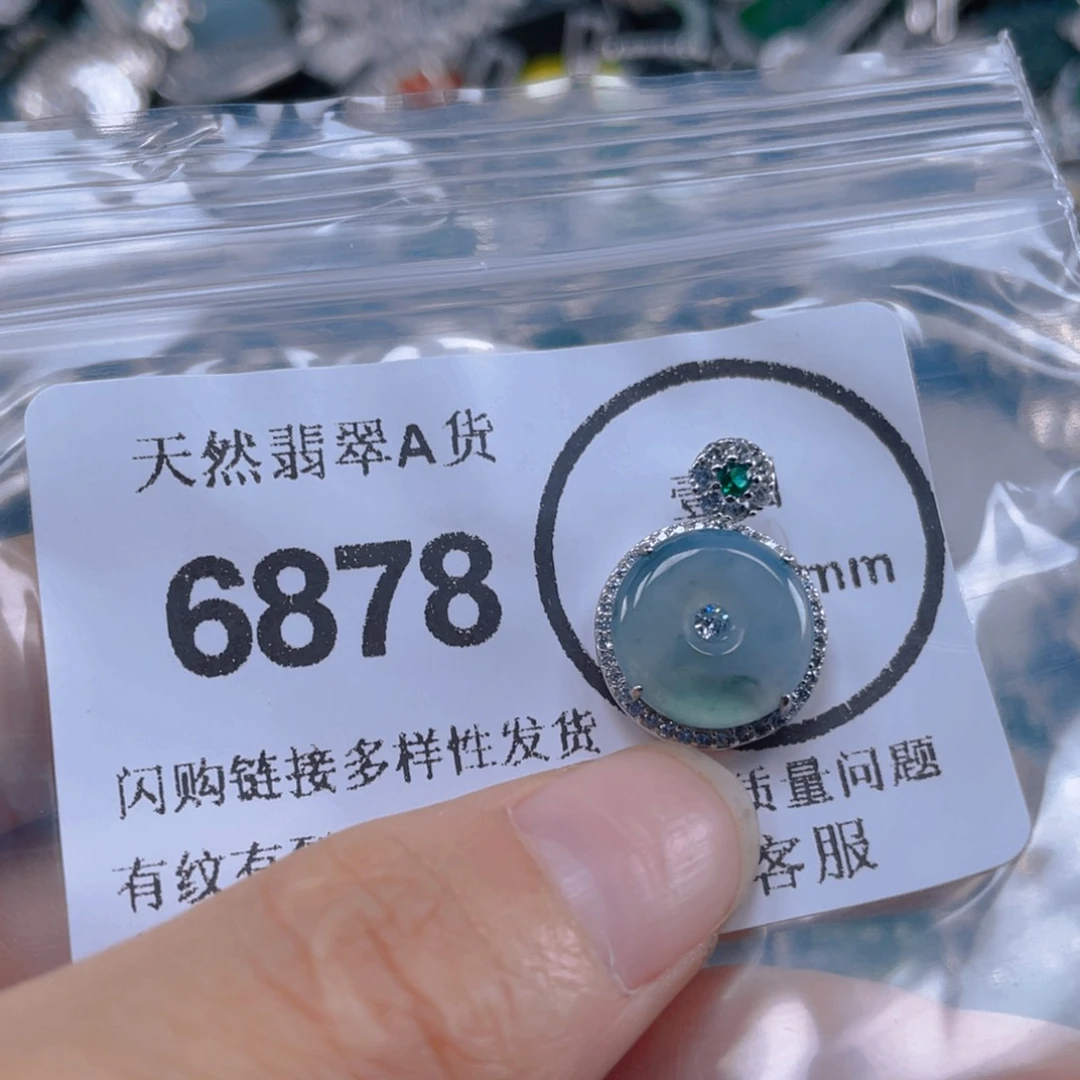 天然翡翠A货
6878
mm
闪购链接多样性发货
质量问题
有纹有
客服